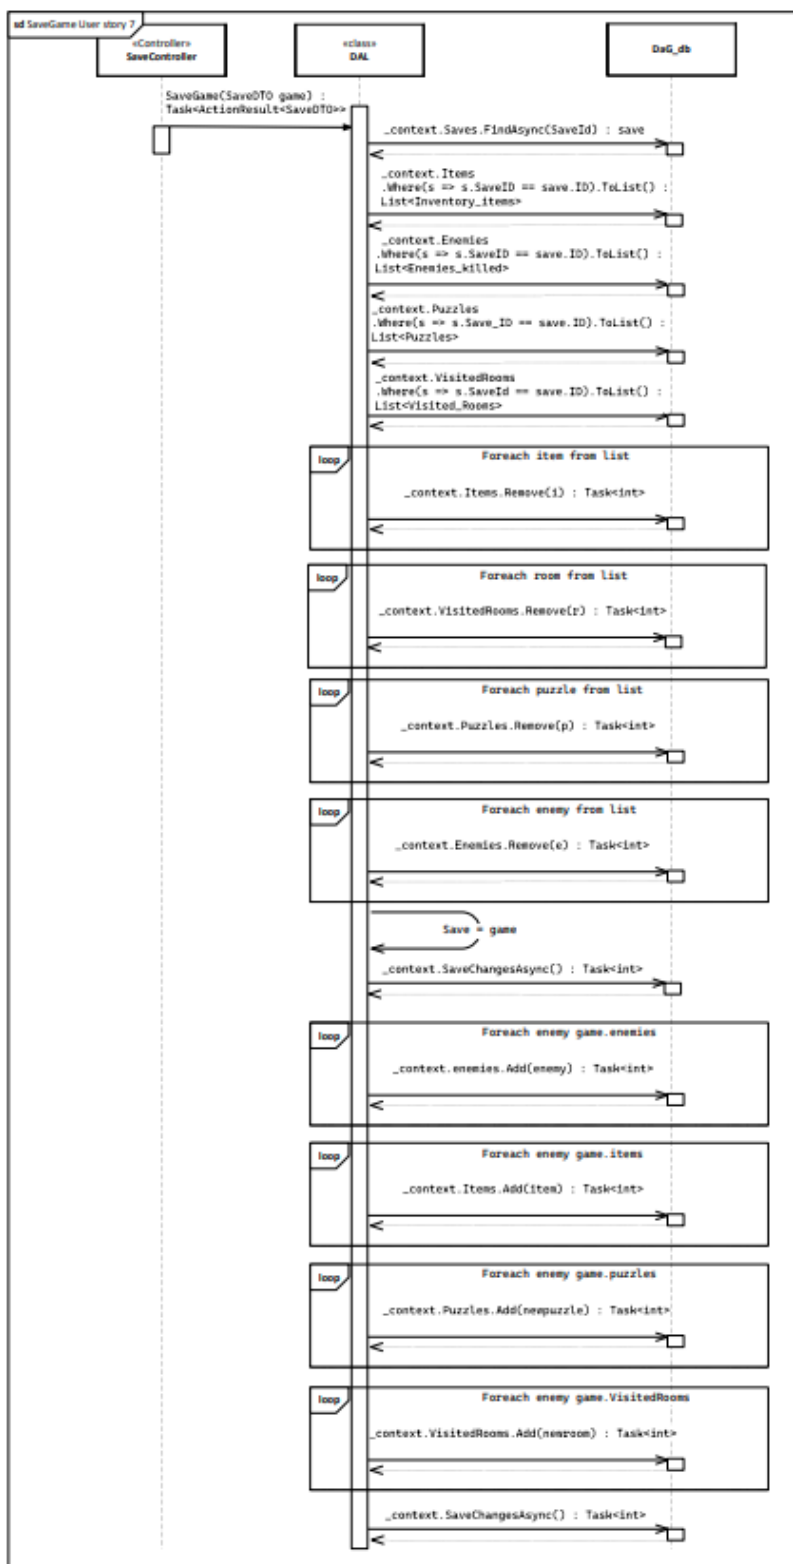 sd SaveGame User story 7
«Controller»
SaveController
«class»
DAL
DaG_db
SaveGame(SaveDTO game) :
Task<ActionResult<SaveDTO>>
_context.Saves.FindAsync(SaveId) : save
_context.Items
.Where(s => s.SaveID == save.ID).ToList() :
List<Inventory_items>
_context.Enemies
.Where(s => s.SaveID == save.ID).ToList() :
List<Enemies_killed>
_context.Puzzles
.Where(s => s.Save_ID == save.ID).ToList() :
List<Puzzles>
_context.VisitedRooms
.Where(s => s.SaveId == save.ID).ToList() :
List<Visited_Rooms>
loop
Foreach item from list
_context.Items.Remove(i) : Task<int>
loop
Foreach room from list
_context.VisitedRooms.Remove(r) : Task<int>
loop
Foreach puzzle from list
_context.Puzzles.Remove(p) : Task<int>
loop
Foreach enemy from list
_context.Enemies.Remove(e) : Task<int>
Save = game
_context.SaveChangesAsync() : Task<int>
loop
Foreach enemy game.enemies
_context.enemies.Add(enemy) : Task<int>
loop
Foreach enemy game.items
_context.Items.Add(item) : Task<int>
loop
Foreach enemy game.puzzles
_context.Puzzles.Add(newpuzzle) : Task<int>
loop
Foreach enemy game.VisitedRooms
_context.VisitedRooms.Add(newroom) : Task<int>
_context.SaveChangesAsync() : Task<int>